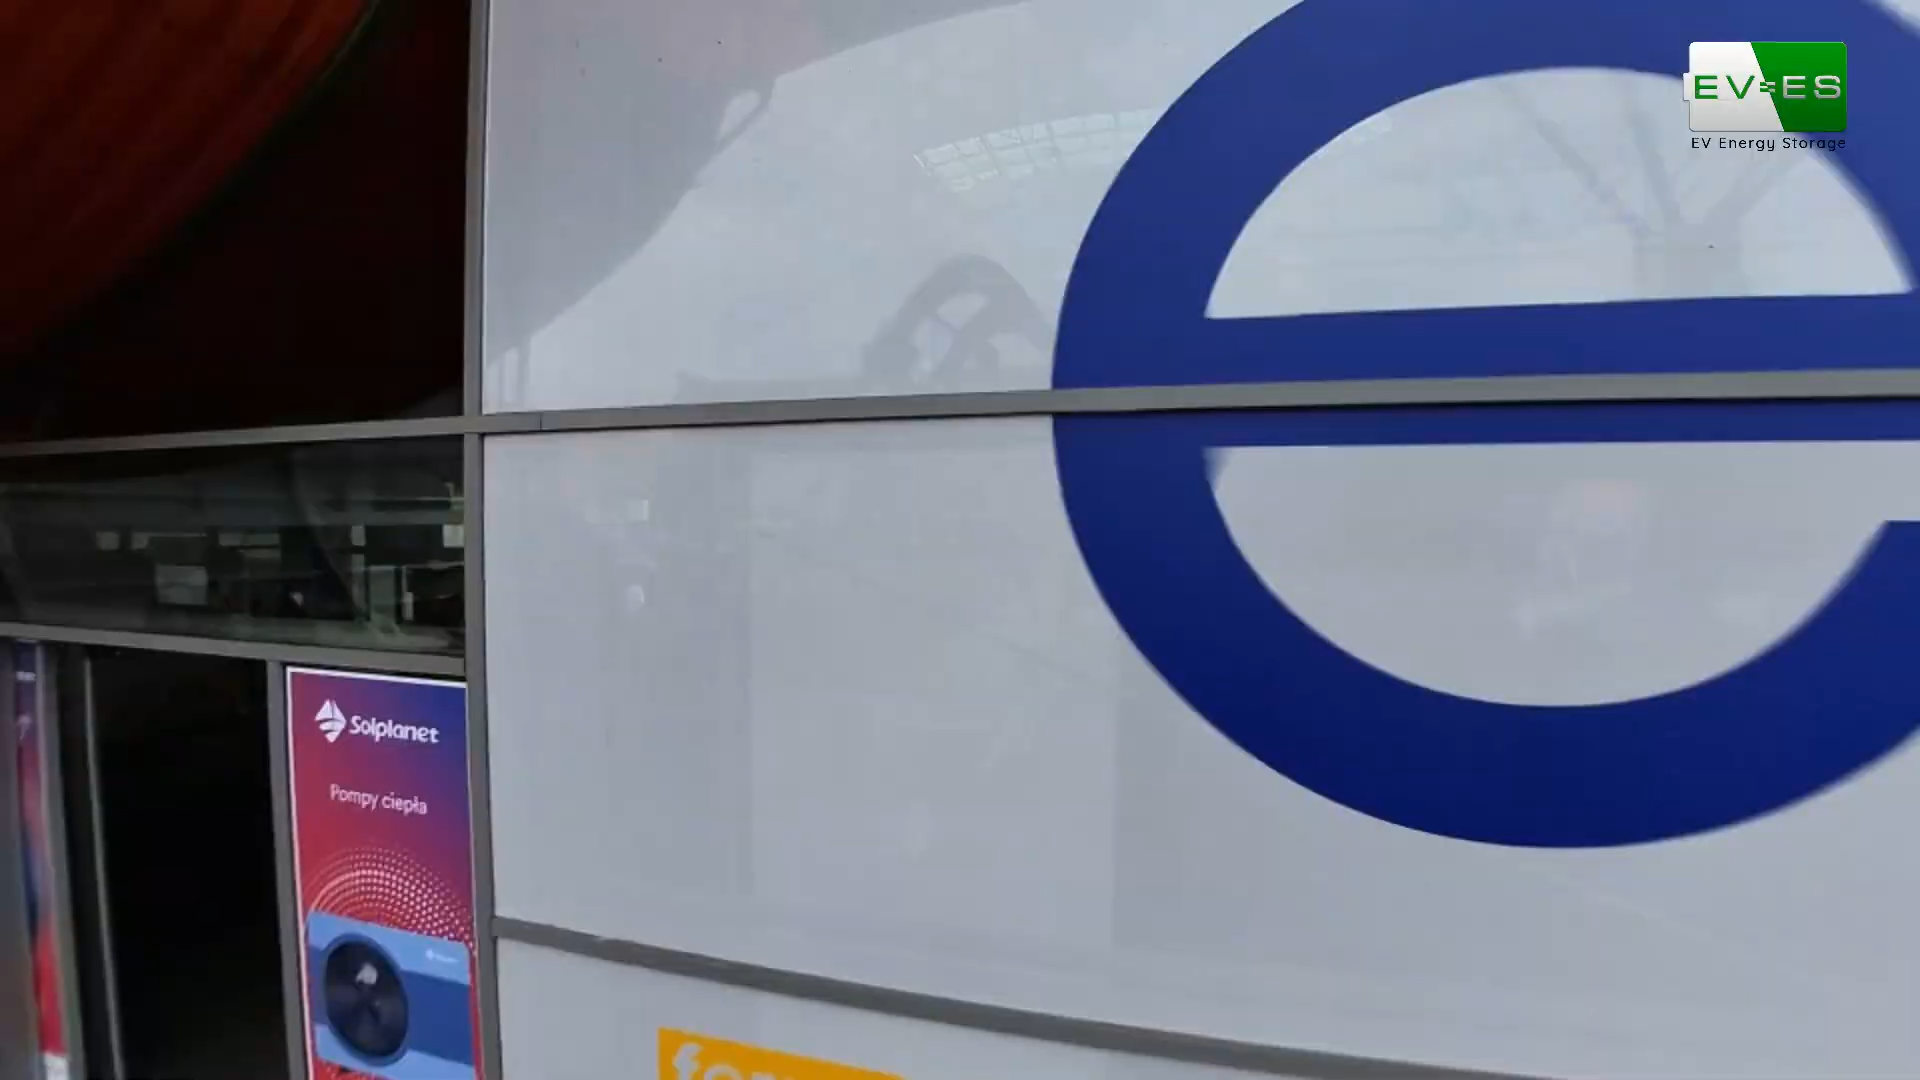 EV=ES
EV Energy Storage
e
Solplanet
Pompy ciepła